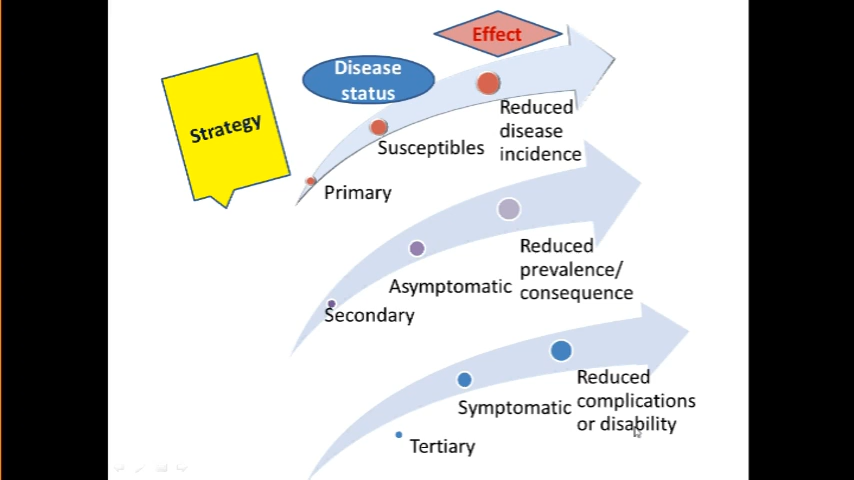 Effect
Disease
status
Strategy
Reduced
disease
incidence
Susceptibles
Primary
Reduced
prevalence/
consequence
Asymptomatic
Secondary
Reduced
complications
or disability
Symptomatic
Tertiary